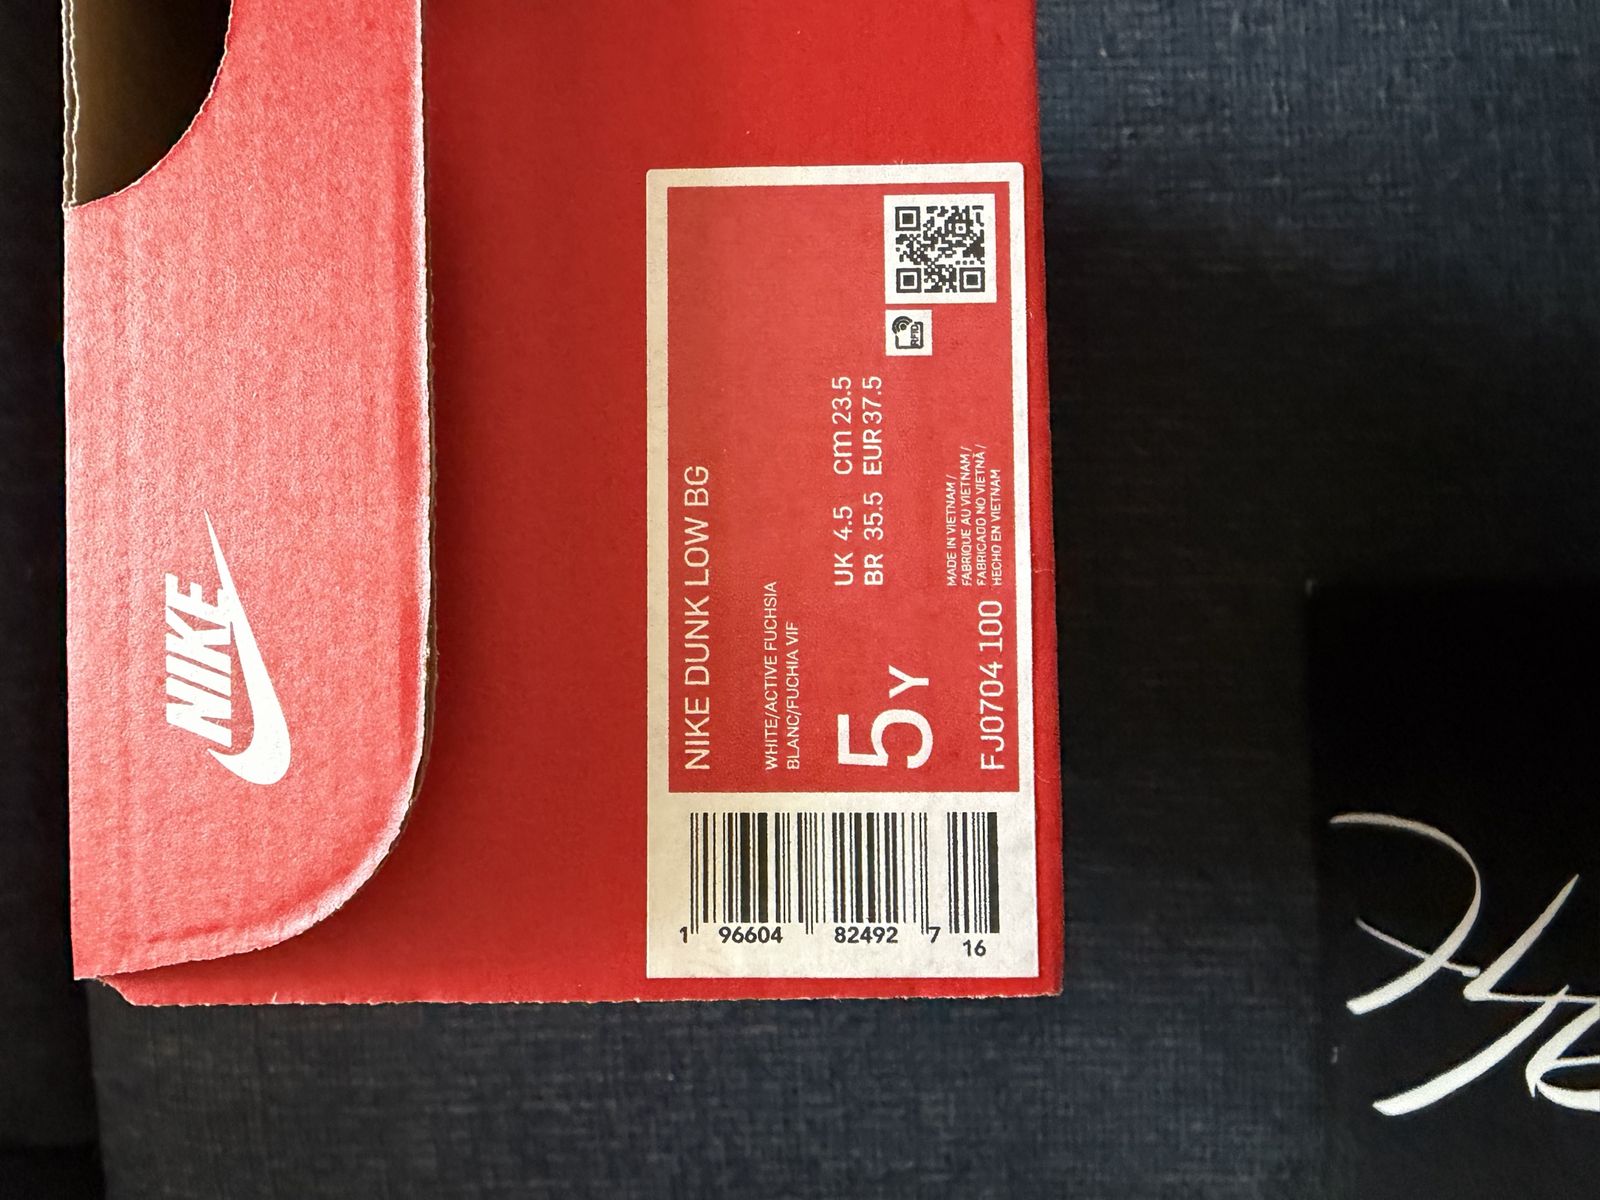 NIKE
NIKE DUNK LOW BG
WHITE/ACTIVE FUCHSIA
BLANC/FUCHIA VIF
5Y
UK 4.5 cm 23.5
BR 35.5 EUR 37.5
RFID
FJ0704 100
MADE IN VIETNAM /
FABRIQUE AU VIETNAM /
FABRICADO NO VIETNÃ /
HECHO EN VIETNAM
1 96604 82492 7
16